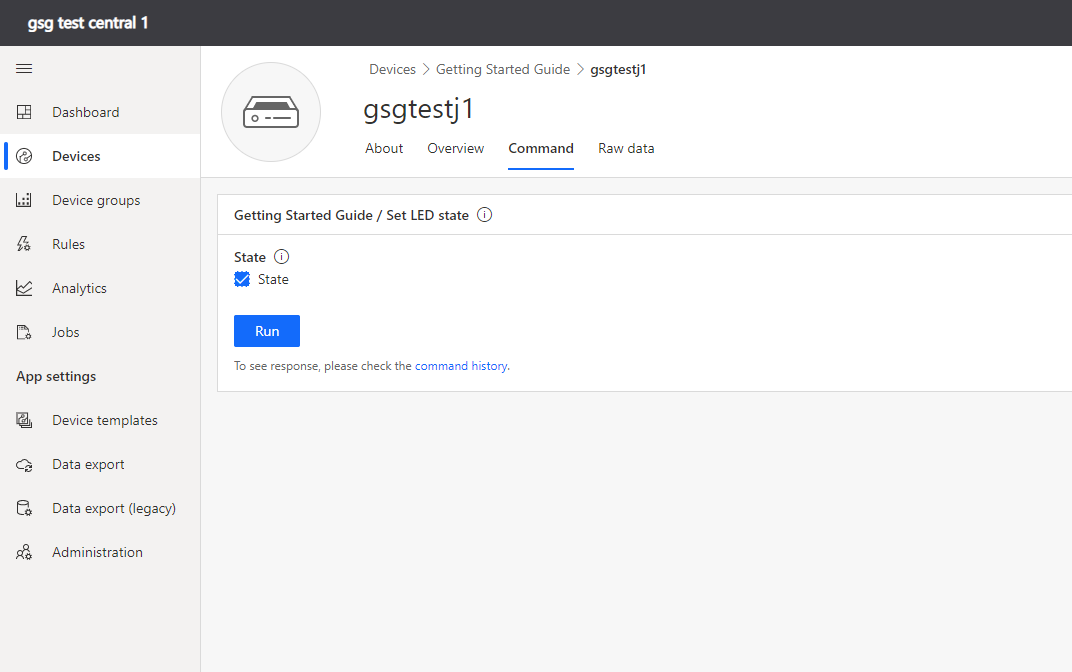 gsg test central 1
Dashboard
Devices
Device groups
Rules
Analytics
Jobs
App settings
Device templates
Data export
Data export (legacy)
Administration
Devices > Getting Started Guide > gsgtestj1
gsgtestj1
About Overview Command Raw data
Getting Started Guide / Set LED state
State
State
Run
To see response, please check the command history.